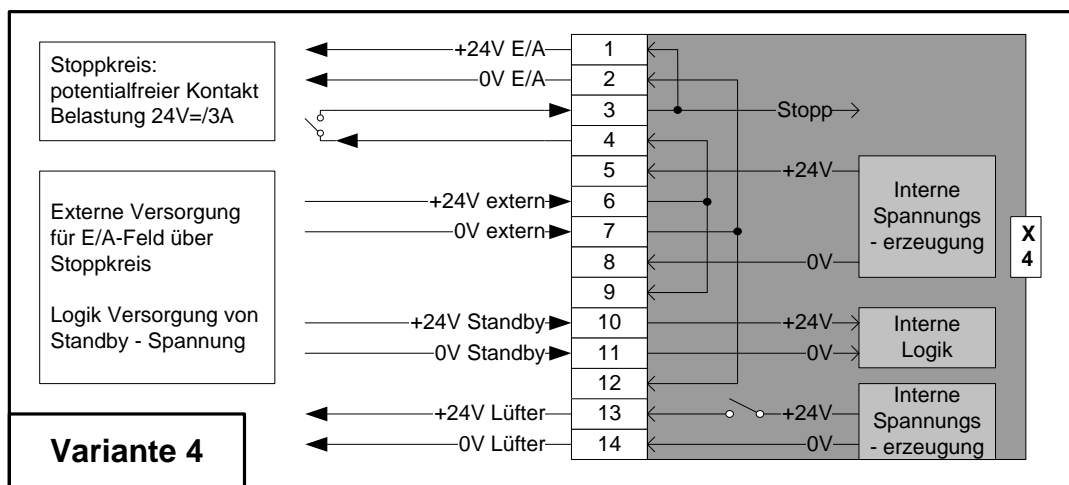 Stoppkreis:
potentialfreier Kontakt
Belastung 24V=/3A
Externe Versorgung
für E/A-Feld über
Stoppkreis
Logik Versorgung von
Standby - Spannung
Variante 4
+24V E/A
0V E/A
+24V extern
0V extern
+24V Standby
0V Standby
+24V Lüfter
0V Lüfter
1
2
3
4
5
6
7
8
9
10
11
12
13
14
Stopp
+24V
0V
Interne
Spannungs
- erzeugung
+24V
0V
Interne
Logik
+24V
0V
Interne
Spannungs
- erzeugung
X
4